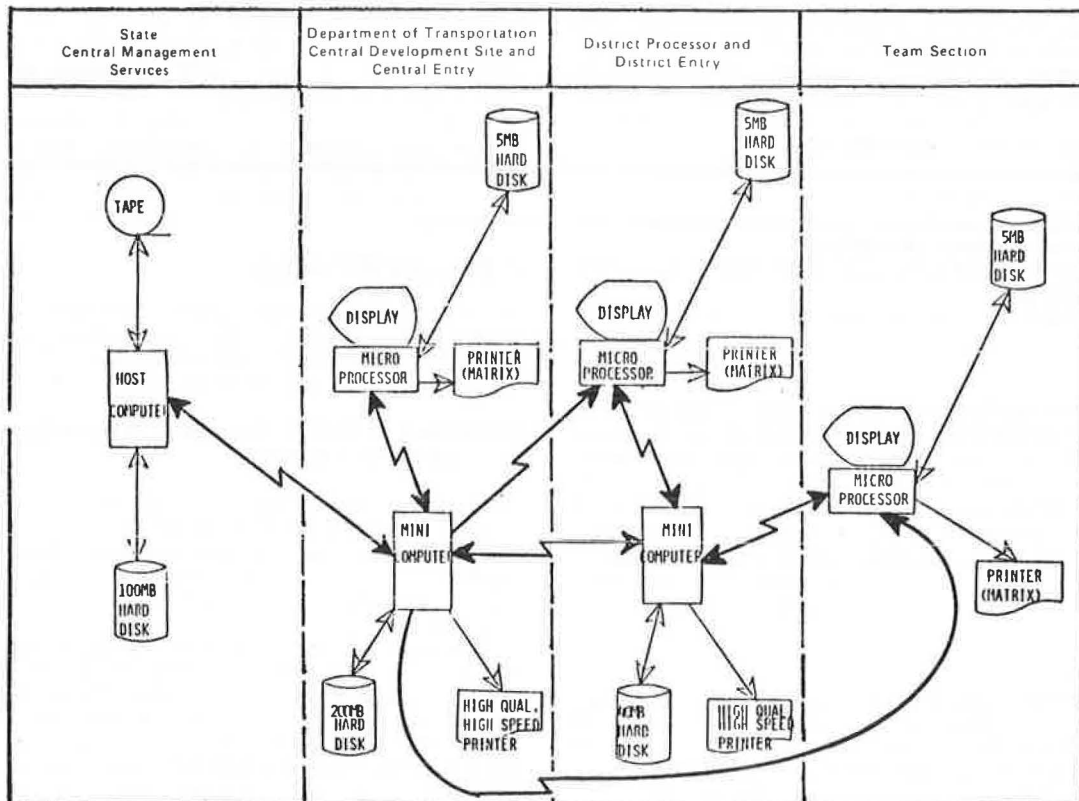 State
Central Management
Services
Department of Transportation
Central Development Site and
Central Entry
District Processor and
District Entry
Team Section
TAPE
HOST
COMPUTER
100MB
HARD
DISK
5MB
HARD
DISK
DISPLAY
MICRO
PROCESSOR
PRINTER
(MATRIX)
MINI
COMPUTER
200MB
HARD
DISK
HIGH QUAL.
HIGH SPEED
PRINTER
5MB
HARD
DISK
DISPLAY
MICRO
PROCESSOR
PRINTER
(MATRIX)
MINI
COMPUTER
HARD
DISK
HIGH QUAL.
HIGH SPEED
PRINTER
5MB
HARD
DISK
DISPLAY
MICRO
PROCESSOR
PRINTER
(MATRIX)